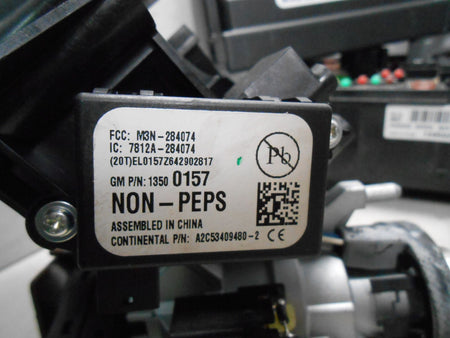 FCC: M3N-284074
IC: 7812A-284074
(20T)EL0157Z642902817
Pb
GM P/N: 1350 0157
NON-PEPS
ASSEMBLED IN CHINA
CONTINENTAL P/N: A2C53409480-2 CE